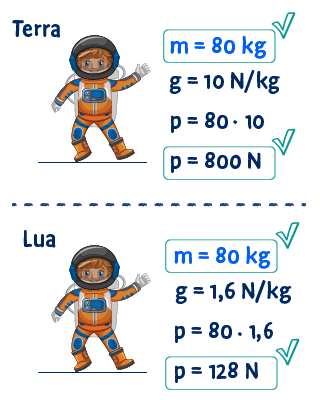 Terra
m = 80 kg
g = 10 N/kg
p = 80 · 10
p = 800 N
Lua
m = 80 kg
g = 1,6 N/kg
p = 80 · 1,6
p = 128 N